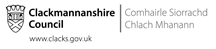 Clackmannanshire
Council
Comhairle Siorrachd
Chlach Mhanann
www.clacks.gov.uk